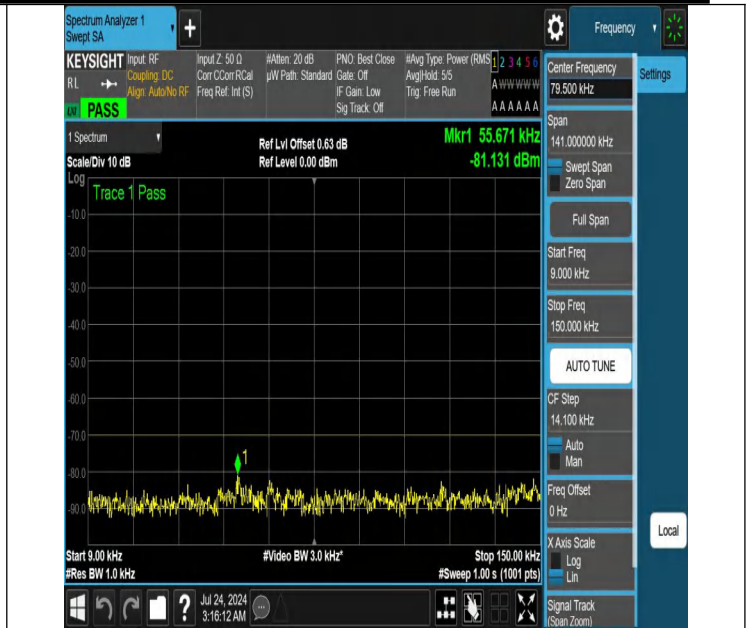 Spectrum Analyzer 1
Swept SA
Frequency
KEYSIGHT
RL
LXI
PASS
Input: RF
Coupling: DC
Align: Auto/No RF
Input Z: 50 Ω
Corr CCorr RCal
Freq Ref: Int (S)
#Atten: 20 dB
µW Path: Standard
PNO: Best Close
Gate: Off
IF Gain: Low
Sig Track: Off
#Avg Type: Power (RMS
Avg|Hold: 5/5
Trig: Free Run
1 2 3 4 5 6
A W W W W W
A A A A A A
1 Spectrum
Scale/Div 10 dB
Ref Lvl Offset 0.63 dB
Ref Level 0.00 dBm
Mkr1 55.671 kHz
-81.131 dBm
Log
Trace 1 Pass
-10.0
-20.0
-30.0
-40.0
-50.0
-60.0
-70.0
-80.0
-90.0
1
Start 9.00 kHz
#Video BW 3.0 kHz*
Stop 150.00 kHz
#Res BW 1.0 kHz
#Sweep 1.00 s (1001 pts)
Center Frequency
79.500 kHz
Settings
Span
141.000000 kHz
Swept Span
Zero Span
Full Span
Start Freq
9.000 kHz
Stop Freq
150.000 kHz
AUTO TUNE
CF Step
14.100 kHz
Auto
Man
Freq Offset
0 Hz
X Axis Scale
Log
Lin
Local
Signal Track
(Span Zoom)
?
Jul 24, 2024
3:16:12 AM